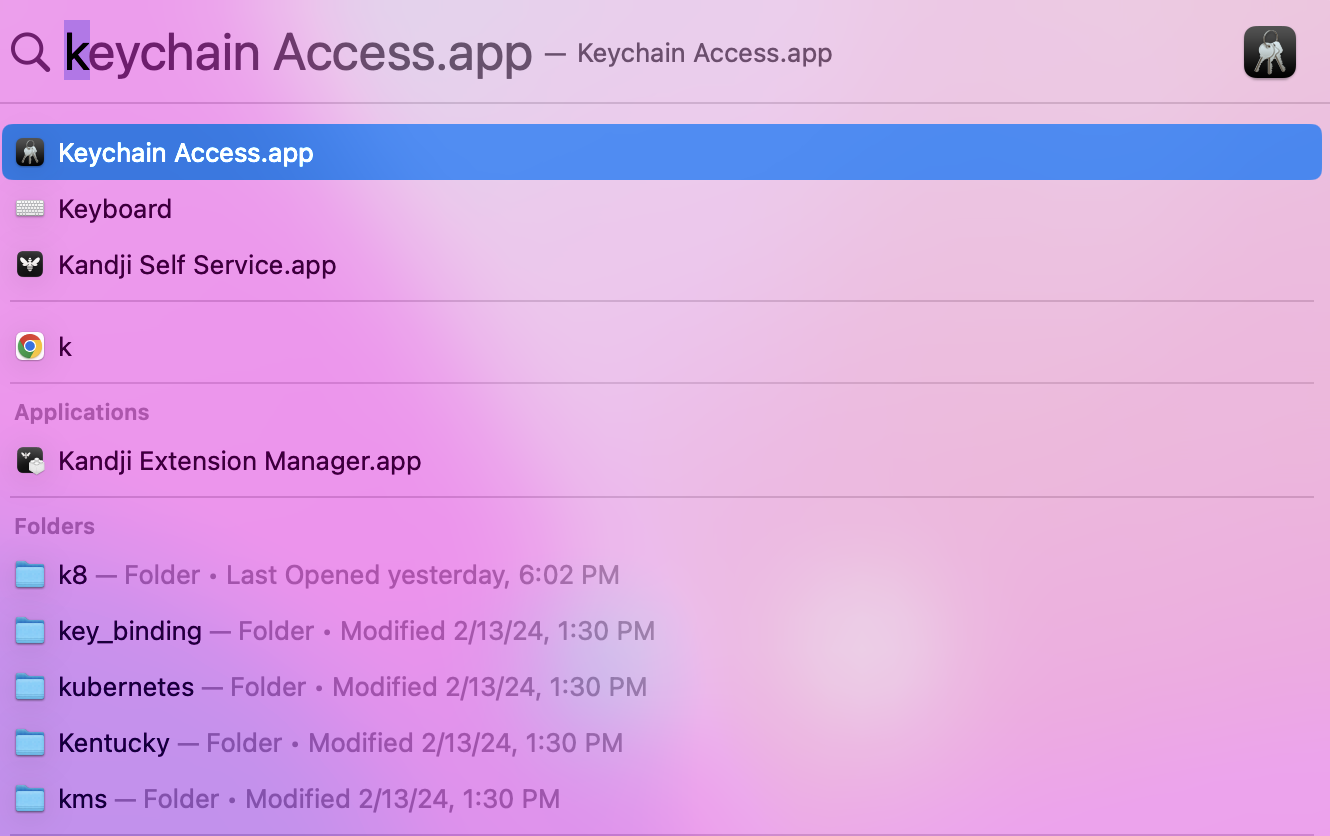 keychain Access.app — Keychain Access.app
Keychain Access.app
Keyboard
Kandji Self Service.app
k
Applications
Kandji Extension Manager.app
Folders
k8 — Folder • Last Opened yesterday, 6:02 PM
key_binding — Folder • Modified 2/13/24, 1:30 PM
kubernetes — Folder • Modified 2/13/24, 1:30 PM
Kentucky — Folder • Modified 2/13/24, 1:30 PM
kms — Folder • Modified 2/13/24, 1:30 PM